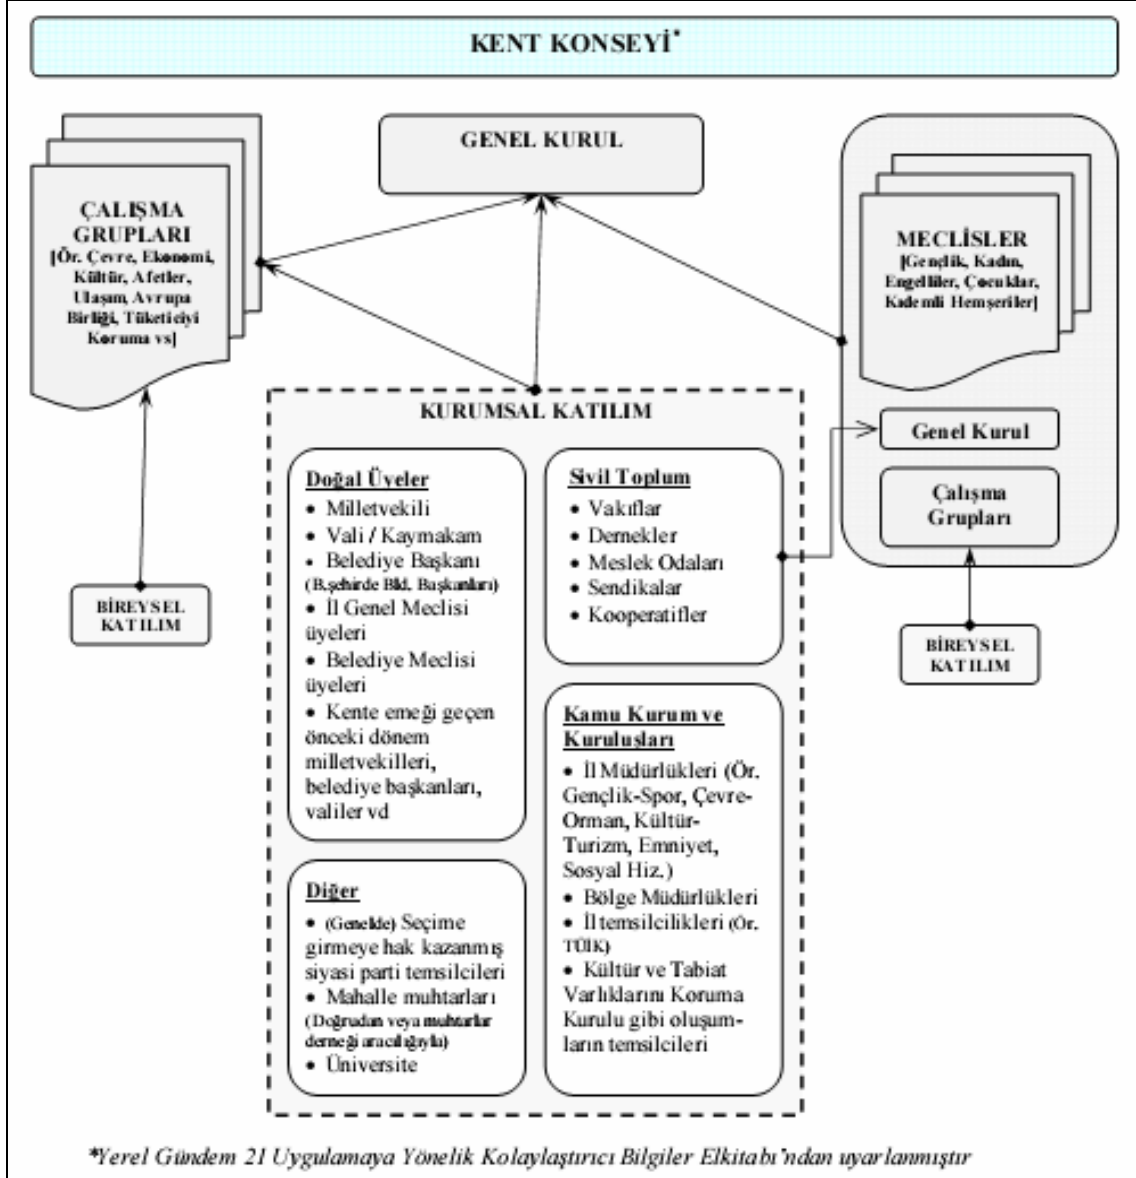 KENT KONSEYİ*
GENEL KURUL
ÇALIŞMA
GRUPLARI
[Ör. Çevre, Ekonomi,
Kültür, Afetler,
Ulaşım, Avrupa
Birliği, Tüketiciyi
Koruma vs]
MECLİSLER
[Gençlik, Kadın,
Engelliler, Çocuklar,
Kıdemli Hemşeriler]
Genel Kurul
Çalışma
Grupları
BİREYSEL
KATILIM
BİREYSEL
KATILIM
KURUMSAL KATILIM
Doğal Üyeler
• Milletvekili
• Vali / Kaymakam
• Belediye Başkanı
(B.şehirde Bld. Başkanları)
• İl Genel Meclisi
üyeleri
• Belediye Meclisi
üyeleri
• Kente emeği geçen
önceki dönem
milletvekilleri,
belediye başkanları,
valiler vd
Sivil Toplum
• Vakıflar
• Dernekler
• Meslek Odaları
• Sendikalar
• Kooperatifler
Diğer
• (Genelde) Seçime
girmeye hak kazanmış
siyasi parti temsilcileri
• Mahalle muhtarları
(Doğrudan veya muhtarlar
derneği aracılığıyla)
• Üniversite
Kamu Kurum ve
Kuruluşları
• İl Müdürlükleri (Ör.
Gençlik-Spor, Çevre-
Orman, Kültür-
Turizm, Emniyet,
Sosyal Hiz.)
• Bölge Müdürlükleri
• İl temsilcilikleri (Ör.
TÜİK)
• Kültür ve Tabiat
Varlıklarını Koruma
Kurulu gibi oluşum-
ların temsilcileri
*Yerel Gündem 21 Uygulamaya Yönelik Kolaylaştırıcı Bilgiler Elkitabı'ndan uyarlanmıştır